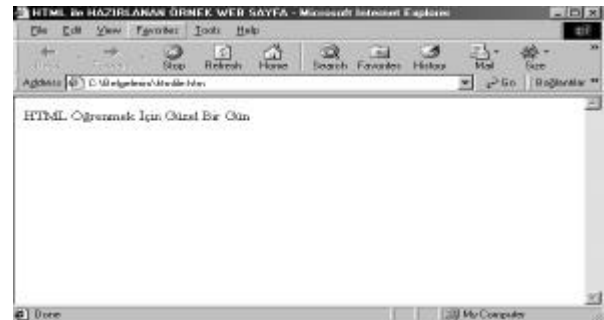 HTML ile HAZIRLANAN ÖRNEK WEB SAYFA - Microsoft Internet Explorer
File Edit View Favorites Tools Help
Stop Refresh Home Search Favorites History Mail Size
Address Go Bağlantılar
HTML Öğrenmek İçin Güzel Bir Gün
Done My Computer